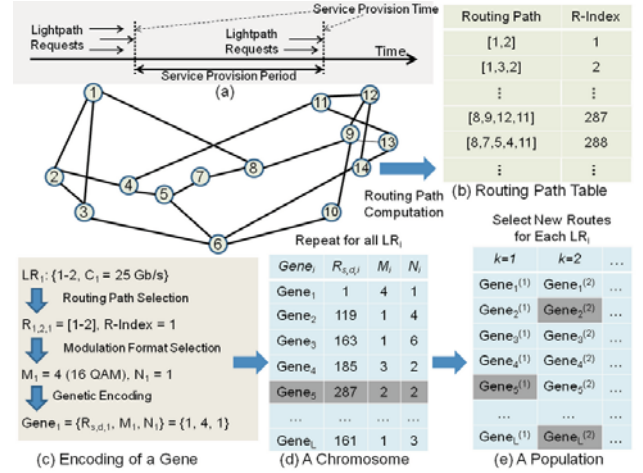 Service Provision Time
Lightpath Requests
Lightpath Requests
Time
Service Provision Period
(a)
Routing Path R-Index
[1,2] 1
[1,3,2] 2
⋮ ⋮
[8,9,12,11] 287
[8,7,5,4,11] 288
⋮ ⋮
(b) Routing Path Table
1
2
3
4
5
6
7
8
9
10
11
12
13
14
Routing Path
Computation
LR1: {1-2, C1 = 25 Gb/s}
Routing Path Selection
R1,2,1 = [1-2], R-Index = 1
Modulation Format Selection
M1 = 4 (16 QAM), N1 = 1
Genetic Encoding
Gene1 = {Rs,d,1, M1, N1} = {1, 4, 1}
(c) Encoding of a Gene
Repeat for all LRi
Genei Rs,d,i Mi Ni
Gene1 1 4 1
Gene2 119 1 4
Gene3 163 1 6
Gene4 185 3 2
Gene5 287 2 2
... ... ... ...
GeneL 161 1 3
(d) A Chromosome
Select New Routes
for Each LRi
k=1 k=2 ...
Gene1(1) Gene1(2) ...
Gene2(1) Gene2(2) ...
Gene3(1) Gene3(2) ...
Gene4(1) Gene4(2) ...
Gene5(1) Gene5(2) ...
... ... ...
GeneL(1) GeneL(2) ...
(e) A Population